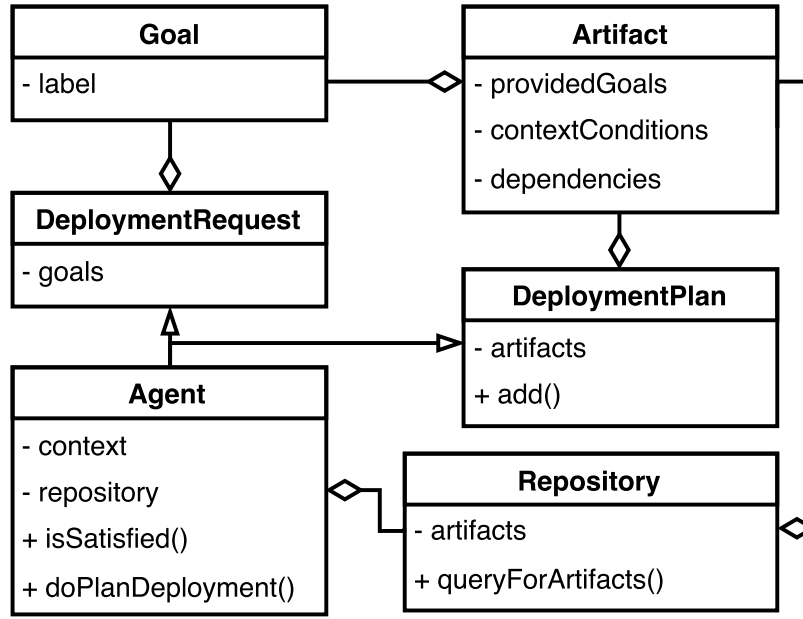 Goal
- label
Artifact
- providedGoals
- contextConditions
- dependencies
DeploymentRequest
- goals
DeploymentPlan
- artifacts
+ add()
Agent
- context
- repository
+ isSatisfied()
+ doPlanDeployment()
Repository
- artifacts
+ queryForArtifacts()